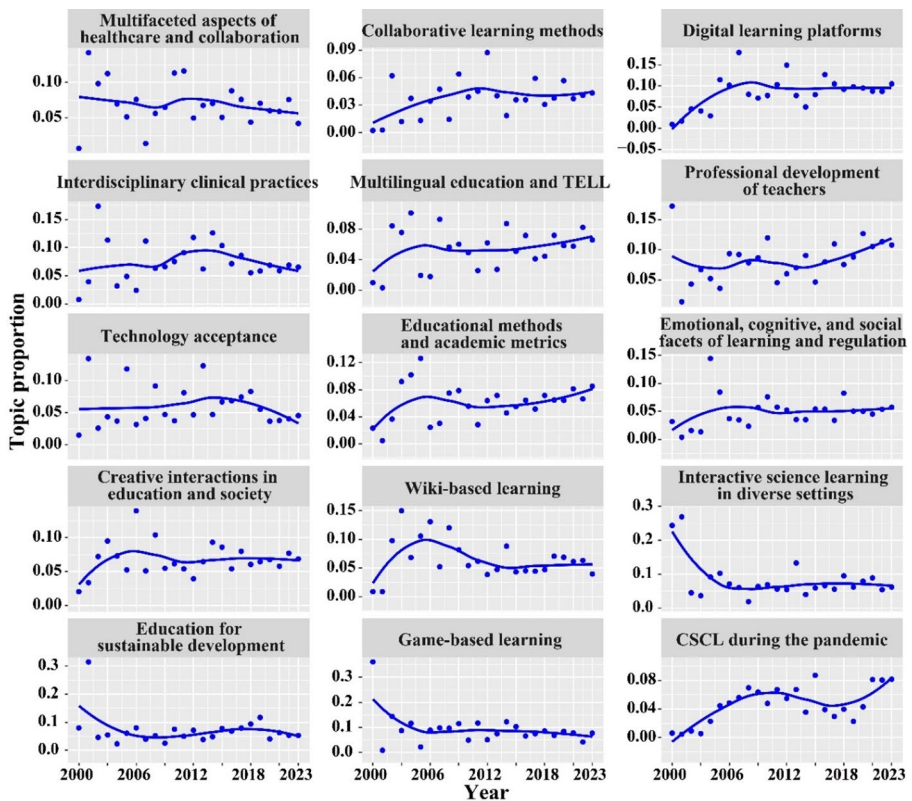 Multifaceted aspects of
healthcare and collaboration
0.10
0.05
Collaborative learning methods
0.09
0.06
0.03
0.00
Digital learning platforms
0.15
0.10
0.05
0.00
−0.05
Interdisciplinary clinical practices
0.15
0.10
0.05
0.00
Multilingual education and TELL
0.08
0.04
0.00
Professional development
of teachers
0.15
0.10
0.05
Technology acceptance
0.10
0.05
0.00
Educational methods
and academic metrics
0.12
0.08
0.04
0.00
Emotional, cognitive, and social
facets of learning and regulation
0.15
0.10
0.05
0.00
Creative interactions in
education and society
0.10
0.05
0.00
Wiki-based learning
0.15
0.10
0.05
0.00
Interactive science learning
in diverse settings
0.3
0.2
0.1
0.0
Education for
sustainable development
0.3
0.2
0.1
0.0
Game-based learning
0.3
0.2
0.1
0.0
CSCL during the pandemic
0.08
0.04
0.00
2000 2006 2012 2018 2023
2000 2006 2012 2018 2023
2000 2006 2012 2018 2023
Topic proportion
Year